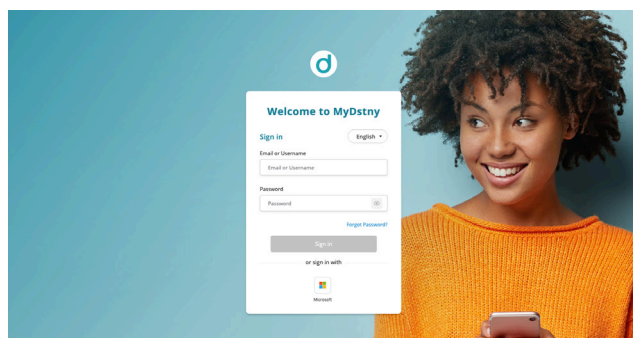 d
Welcome to MyDstny
Sign in
English
Email or Username
Email or Username
Password
Password
Forgot Password?
Sign in
or sign in with
Microsoft